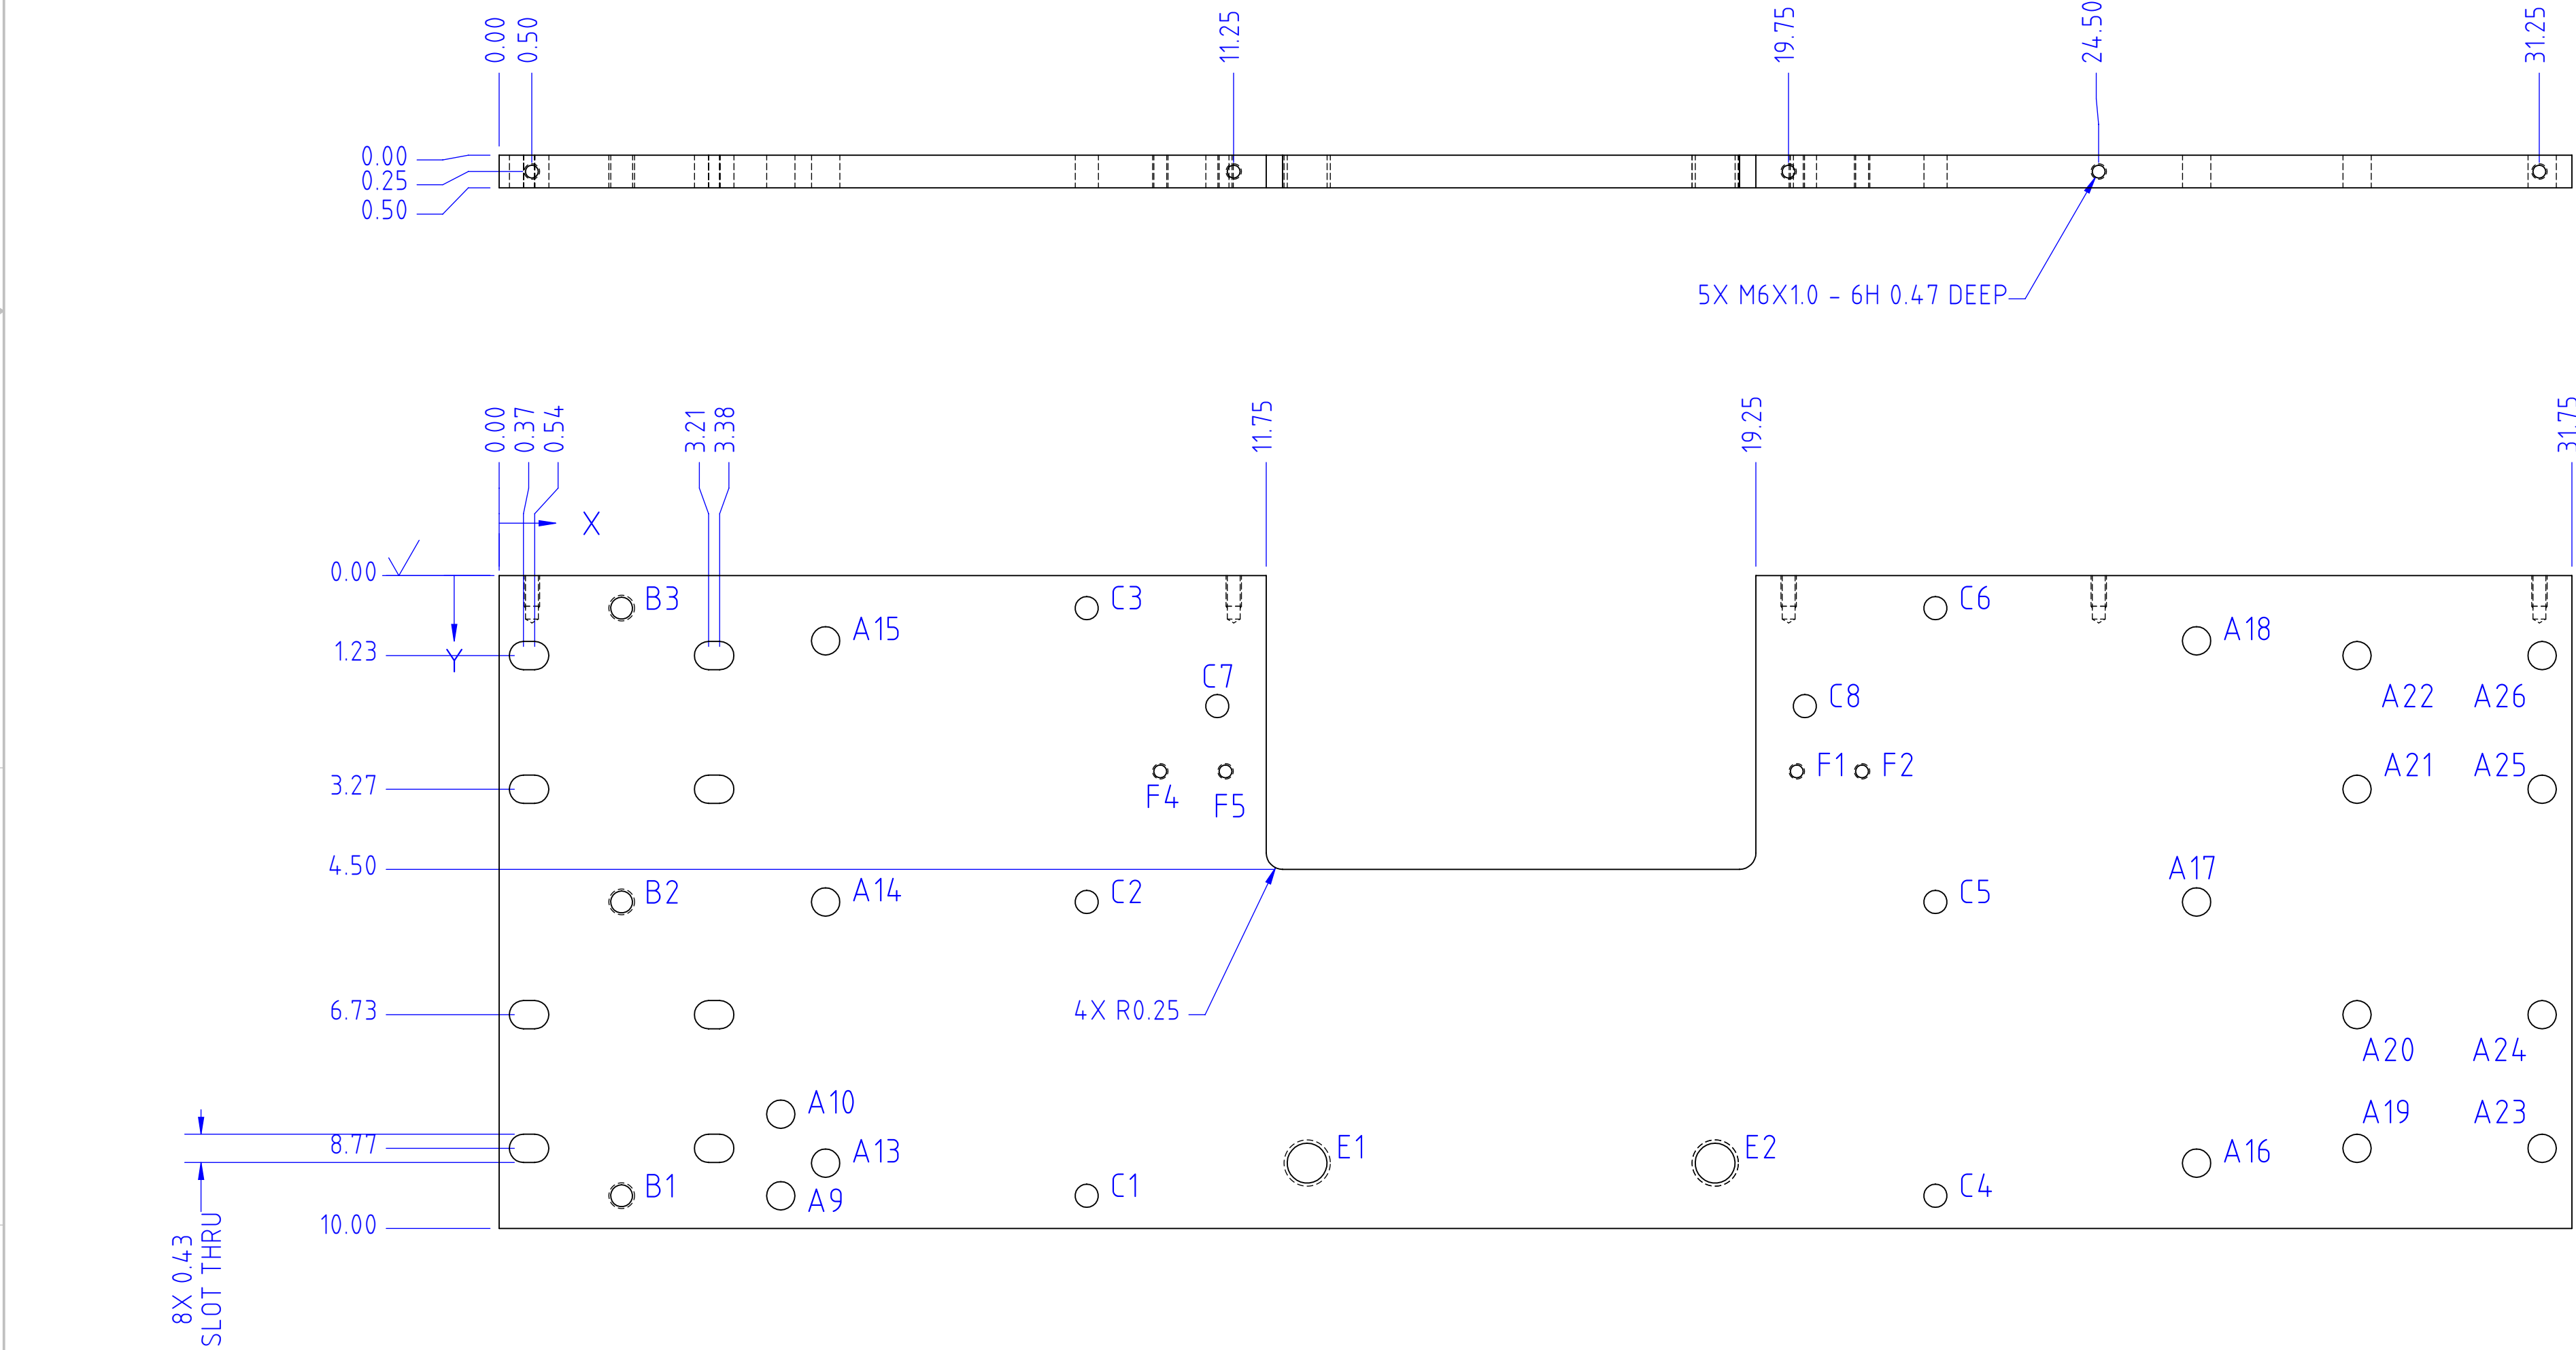 0.00
0.50
11.25
19.75
24.50
31.25
0.00
0.25
0.50
5X M6X1.0 - 6H 0.47 DEEP
0.00
0.37
0.54
3.21
3.38
11.75
19.25
31.75
X
0.00
B3
C3
C6
A15
A18
1.23
Y
C7
C8
A22
A26
3.27
F4
F5
F1
F2
A21
A25
4.50
B2
A14
C2
C5
A17
6.73
4X R0.25
A20
A24
A10
A19
A23
8.77
A13
E1
E2
A16
B1
A9
C1
C4
10.00
8X 0.43
SLOT THRU